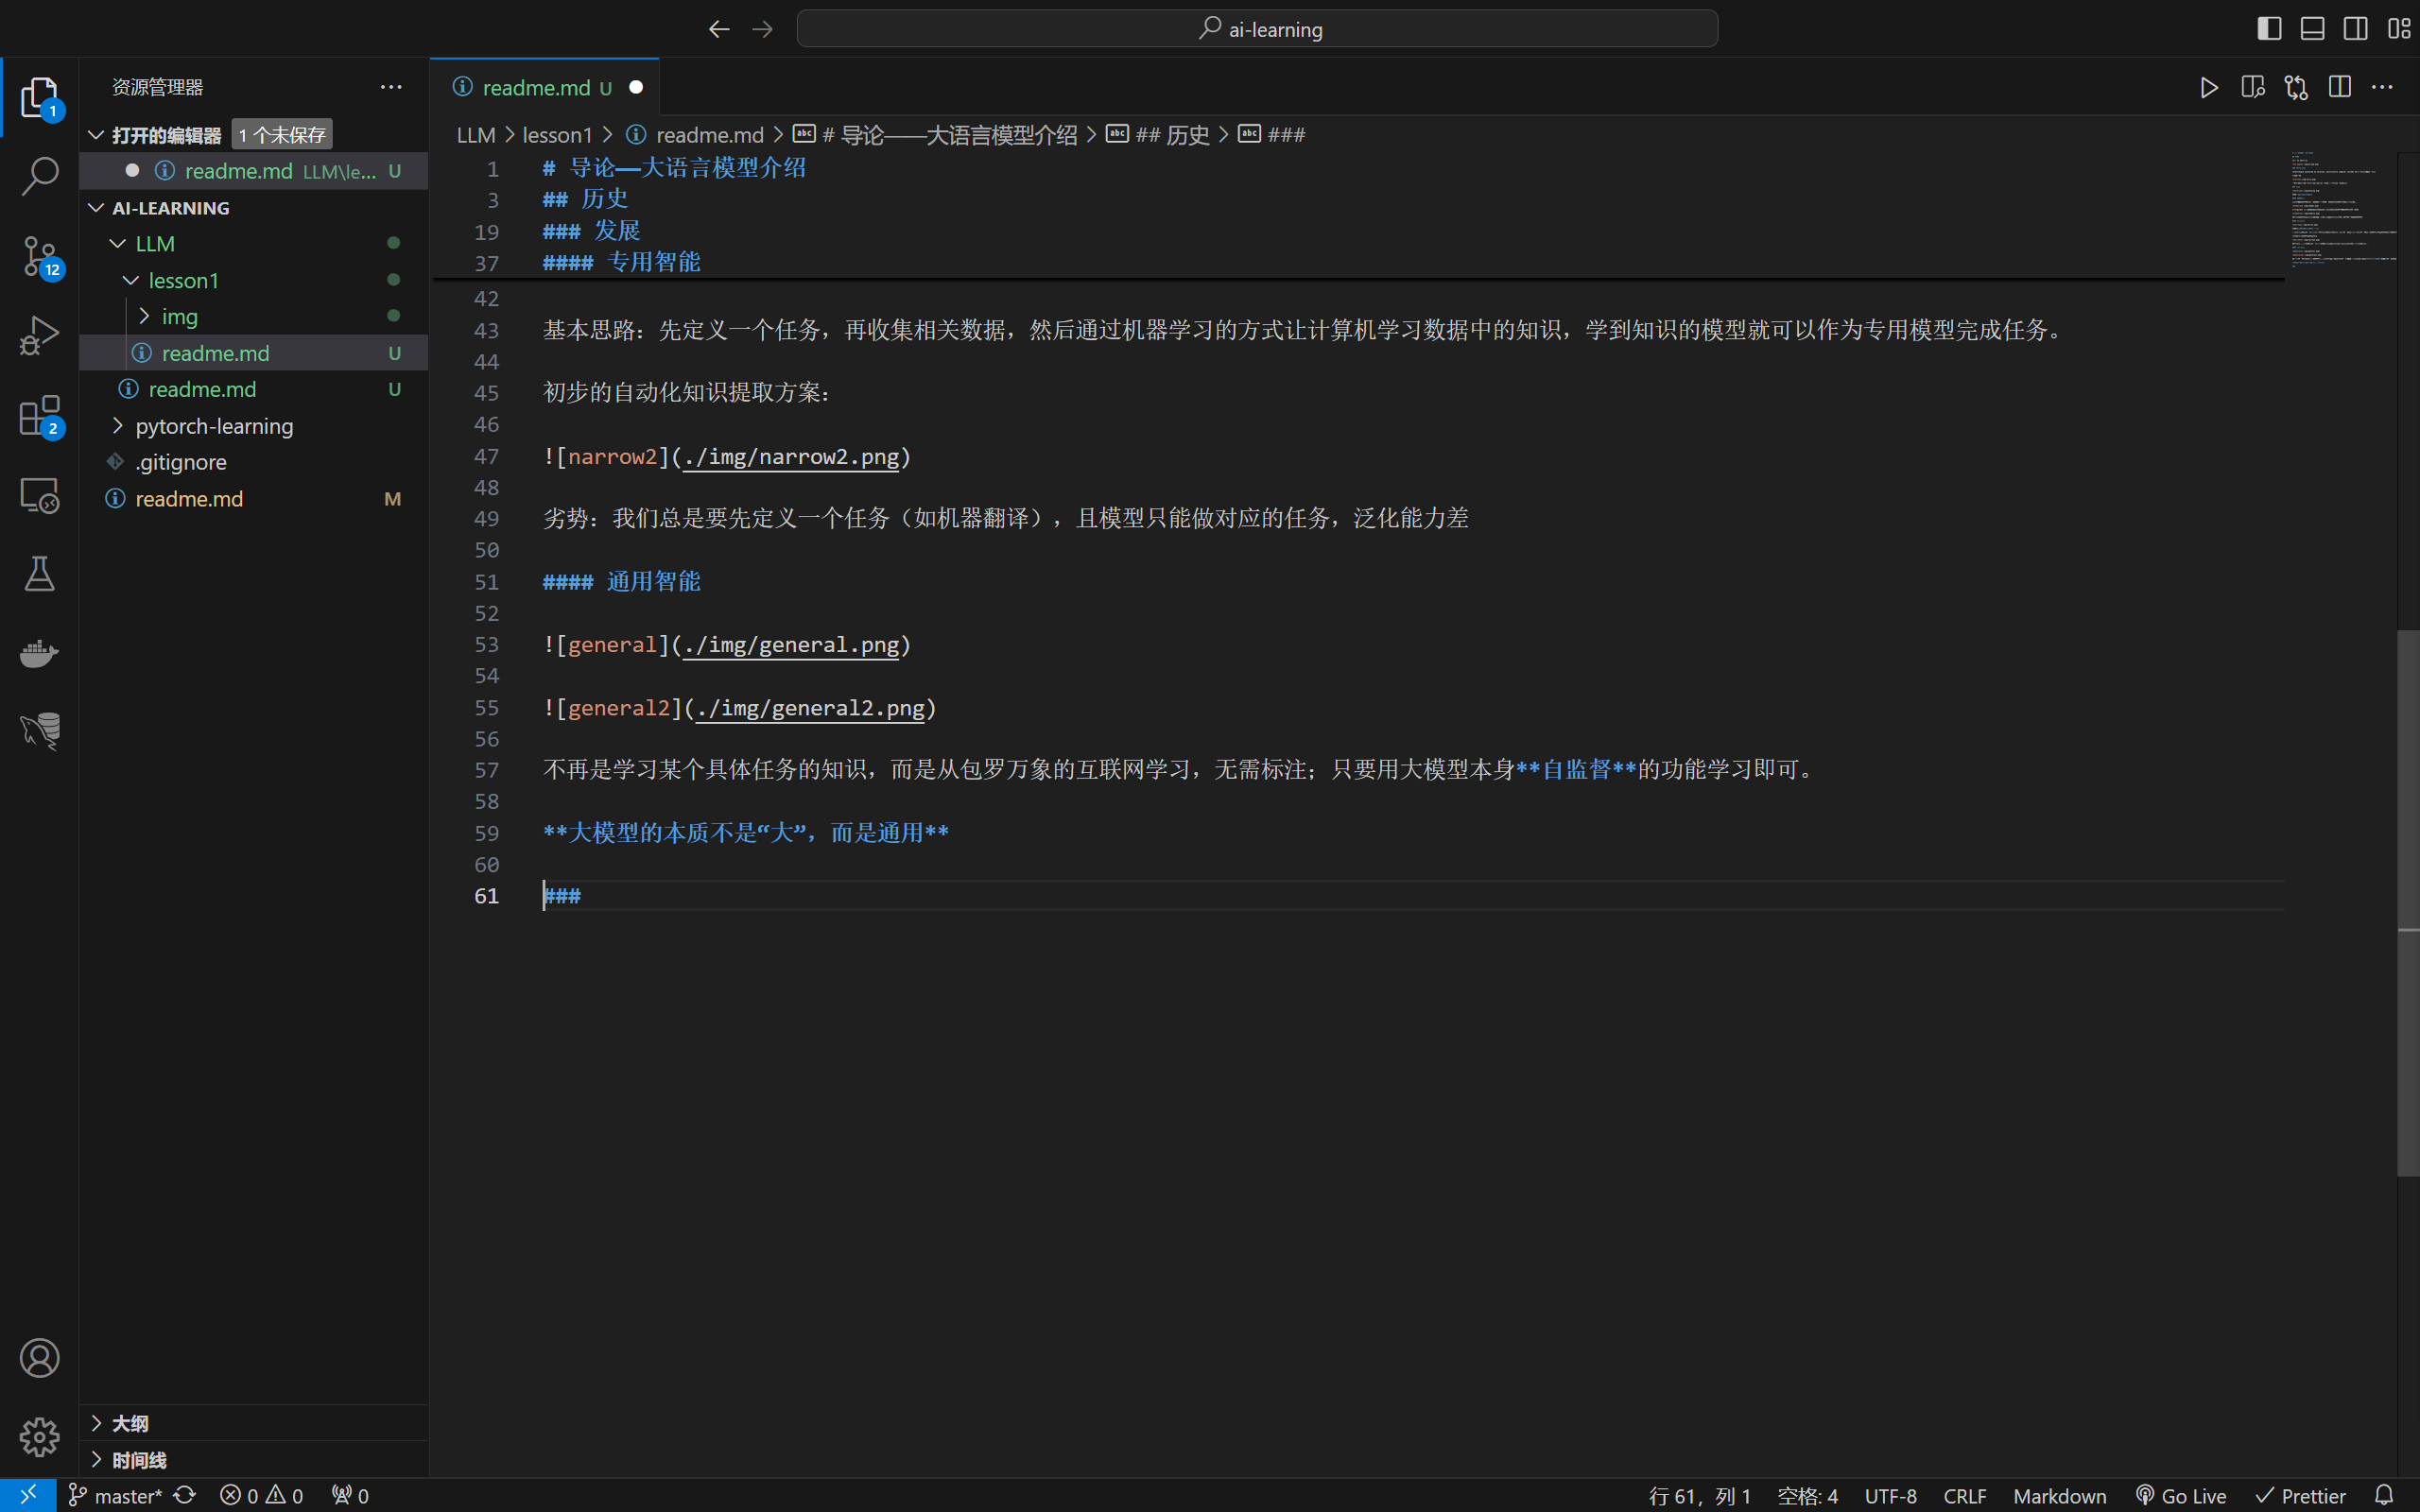 ai-learning
资源管理器
readme.md U
1
打开的编辑器 1 个未保存
LLM lesson1 readme.md # 导论——大语言模型介绍 ## 历史 ###
readme.md LLM\le... U
AI-LEARNING
LLM
lesson1
img
readme.md U
readme.md U
pytorch-learning
.gitignore
readme.md M
12
2
1 # 导论——大语言模型介绍
3 ## 历史
19 ### 发展
37 #### 专用智能
42
43 基本思路：先定义一个任务，再收集相关数据，然后通过机器学习的方式让计算机学习数据中的知识，学到知识的模型就可以作为专用模型完成任务。
44
45 初步的自动化知识提取方案：
46
47 ![narrow2](./img/narrow2.png)
48
49 劣势：我们总是要先定义一个任务（如机器翻译），且模型只能做对应的任务，泛化能力差
50
51 #### 通用智能
52
53 ![general](./img/general.png)
54
55 ![general2](./img/general2.png)
56
57 不再是学习某个具体任务的知识，而是从包罗万象的互联网学习，无需标注；只要用大模型本身**自监督**的功能学习即可。
58
59 **大模型的本质不是“大”，而是通用**
60
61 ###
大纲
时间线
master* 0 0 0 行 61，列 1 空格: 4 UTF-8 CRLF Markdown Go Live Prettier